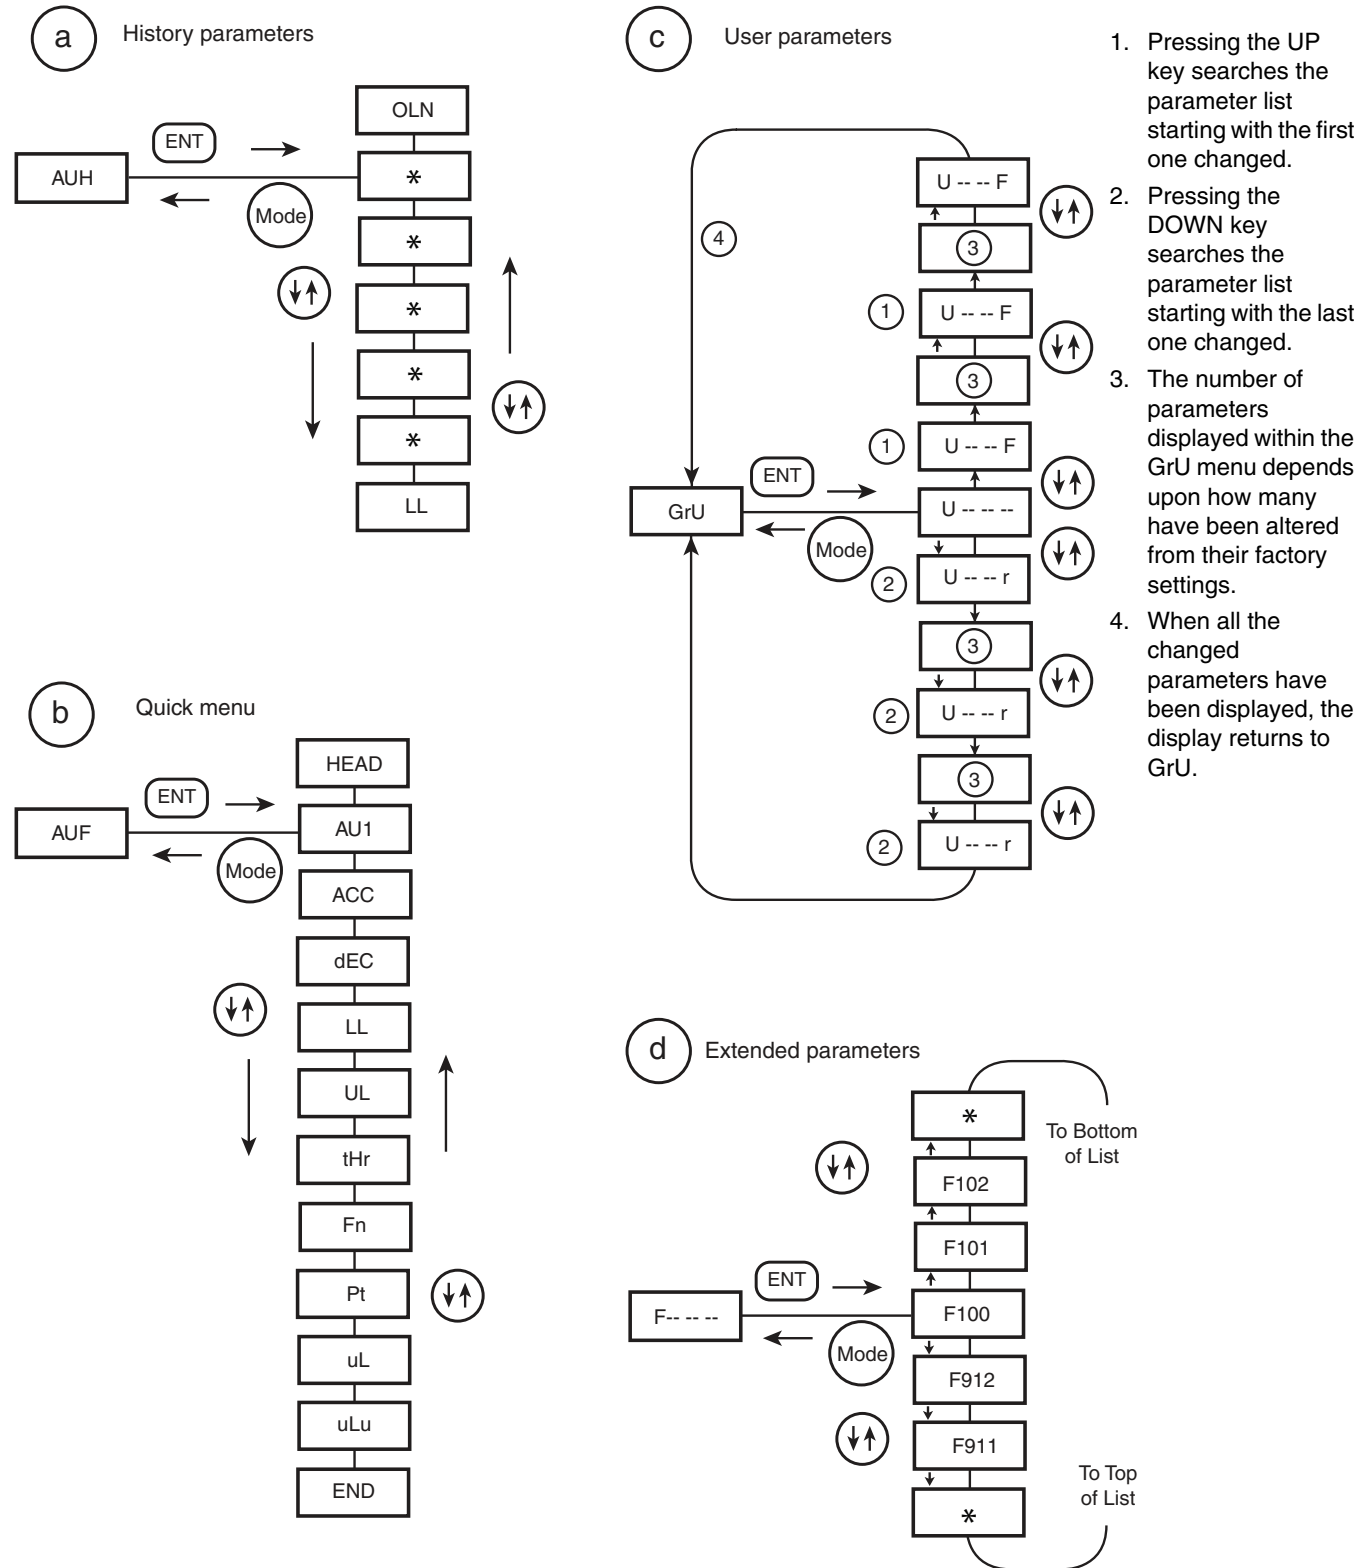 a
History parameters
OLN
ENT
AUH
*
Mode
*
*
*
*
LL
b
Quick menu
HEAD
ENT
AUF
AU1
Mode
ACC
dEC
LL
UL
tHr
Fn
Pt
uL
uLu
END
c
User parameters
U -- -- F
4
3
1
U -- -- F
3
1
U -- -- F
ENT
GrU
U -- -- --
Mode
2
U -- -- r
3
2
U -- -- r
3
2
U -- -- r
1. Pressing the UP
key searches the
parameter list
starting with the first
one changed.
2. Pressing the
DOWN key
searches the
parameter list
starting with the last
one changed.
3. The number of
parameters
displayed within the
GrU menu depends
upon how many
have been altered
from their factory
settings.
4. When all the
changed
parameters have
been displayed, the
display returns to
GrU.
d
Extended parameters
*
To Bottom
of List
F102
F101
ENT
F-- -- --
F100
Mode
F912
F911
To Top
of List
*